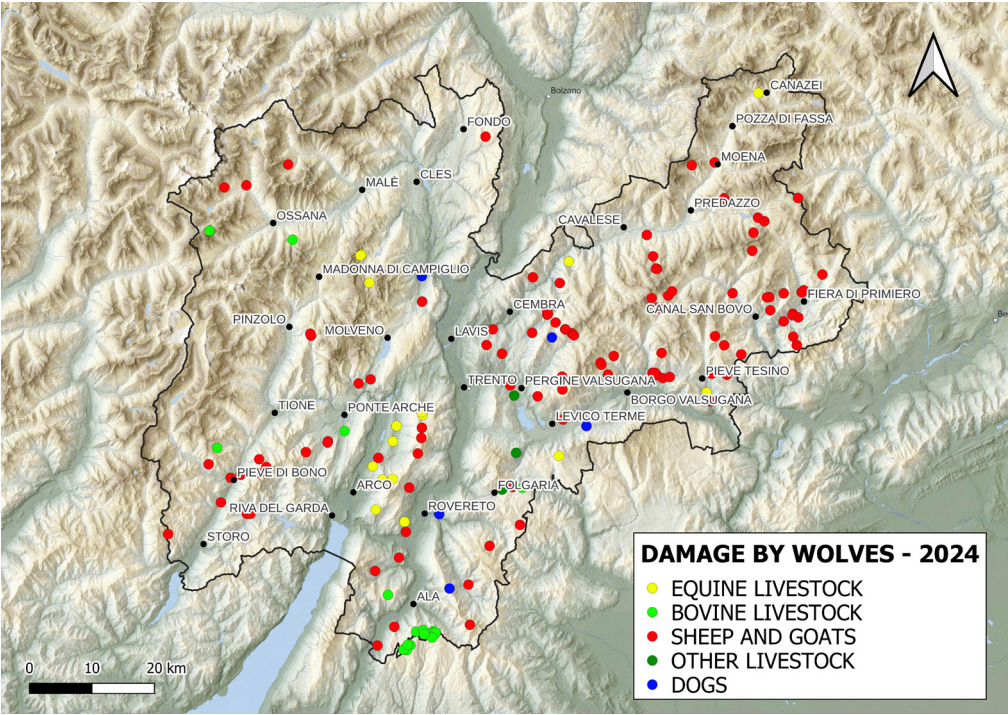 Bolzano
CANAZEI
POZZA DI FASSA
FONDO
MOENA
MALÈ
CLES
OSSANA
PREDAZZO
CAVALESE
MADONNA DI CAMPIGLIO
CEMBRA
FIERA DI PRIMIERO
CANAL SAN BOVO
PINZOLO
MOLVENO
LAVIS
Be
PIEVE TESINO
TRENTO
PERGINE VALSUGANA
BORGO VALSUGANA
TIONE
PONTE ARCHE
LEVICO TERME
PIEVE DI BONO
ARCO
FOLGARIA
RIVA DEL GARDA
ROVERETO
STORO
ALA
DAMAGE BY WOLVES - 2024
EQUINE LIVESTOCK
BOVINE LIVESTOCK
SHEEP AND GOATS
OTHER LIVESTOCK
DOGS
0 10 20 km